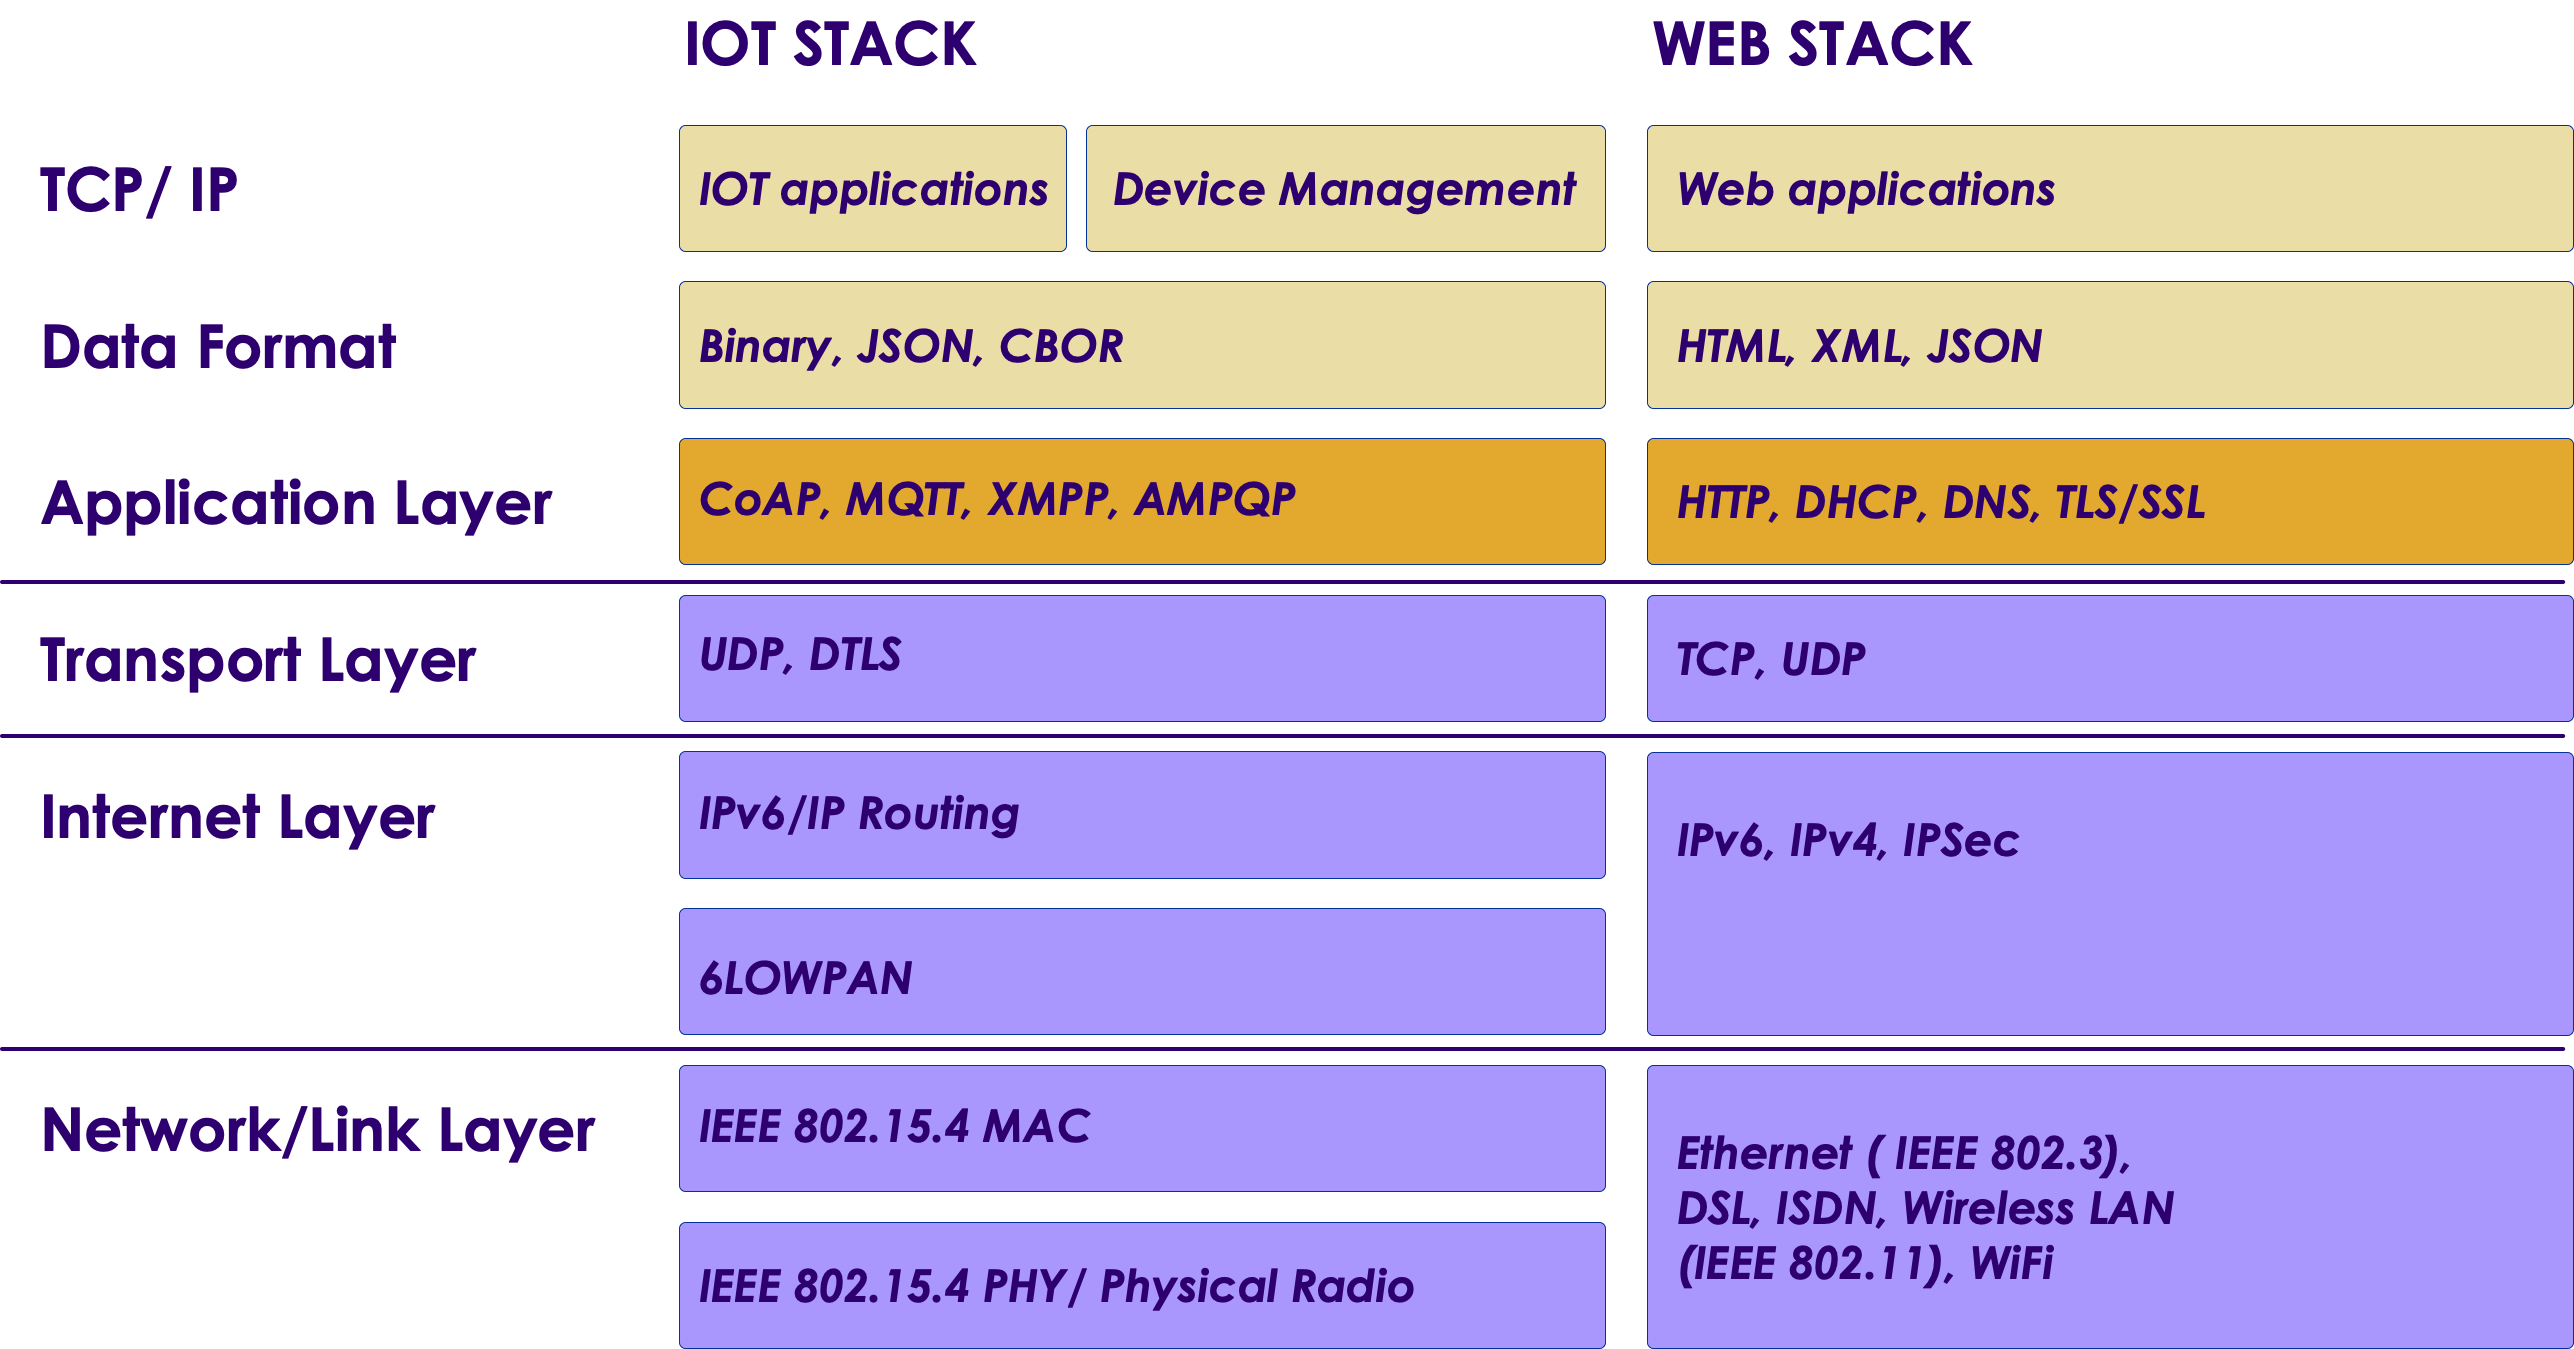 IOT STACK
WEB STACK
TCP/ IP
IOT applications
Device Management
Web applications
Data Format
Binary, JSON, CBOR
HTML, XML, JSON
Application Layer
CoAP, MQTT, XMPP, AMPQP
HTTP, DHCP, DNS, TLS/SSL
Transport Layer
UDP, DTLS
TCP, UDP
Internet Layer
IPv6/IP Routing
IPv6, IPv4, IPSec
6LOWPAN
Network/Link Layer
IEEE 802.15.4 MAC
Ethernet ( IEEE 802.3),
DSL, ISDN, Wireless LAN
(IEEE 802.11), WiFi
IEEE 802.15.4 PHY/ Physical Radio